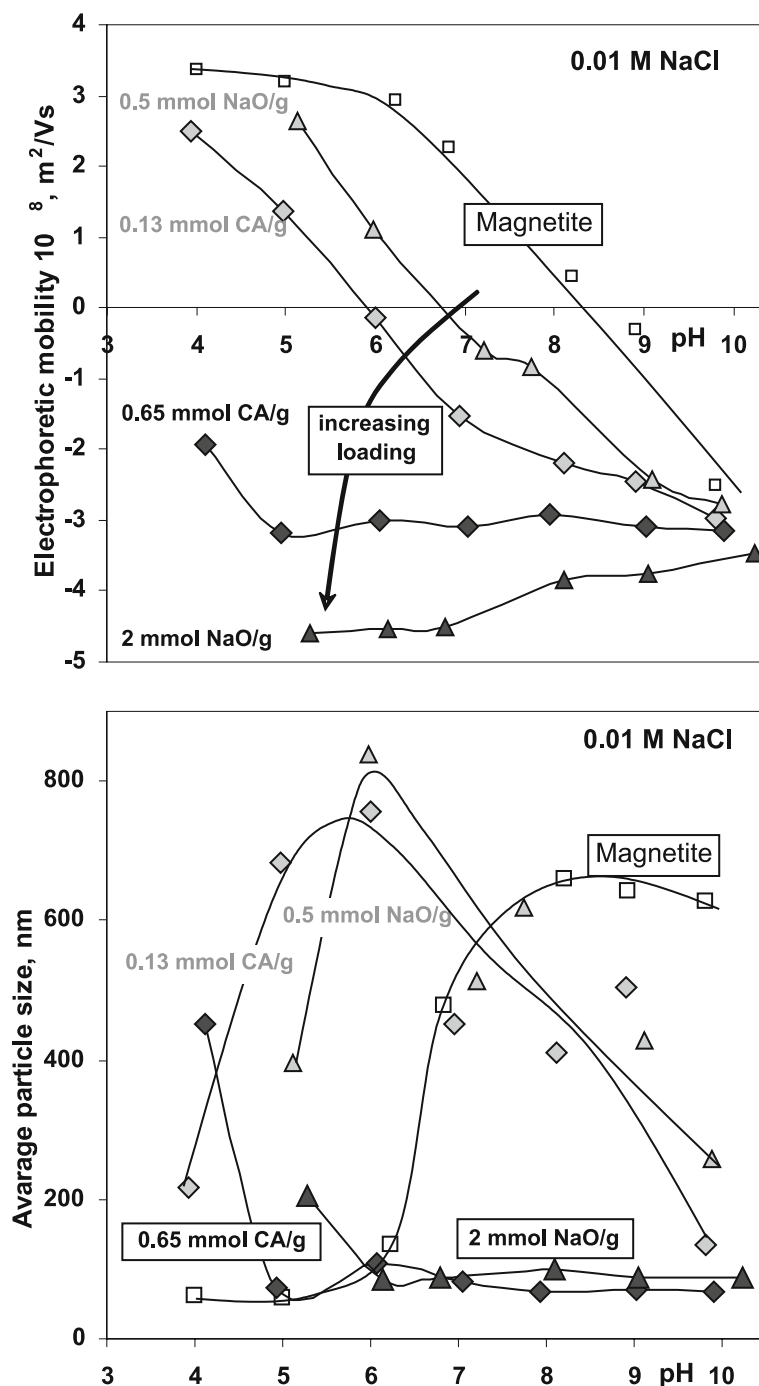 4
3
2
1
0
-1
-2
-3
-4
-5
Electrophoretic mobility 10 8, m2/Vs
0.01 M NaCl
0.5 mmol NaO/g
0.13 mmol CA/g
Magnetite
3 4 5 6 7 8 9 10
pH
0.65 mmol CA/g
increasing
loading
2 mmol NaO/g
800
600
400
200
0
Avarage particle size, nm
0.01 M NaCl
Magnetite
0.5 mmol NaO/g
0.13 mmol CA/g
0.65 mmol CA/g
2 mmol NaO/g
3 4 5 6 7 8 9 pH 10